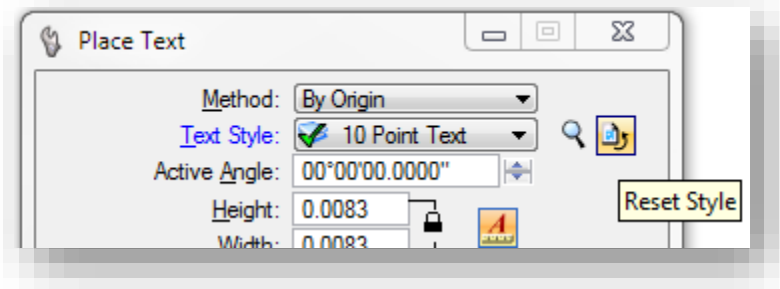 Place Text
Method: By Origin
Text Style: 10 Point Text
Active Angle: 00°00'00.0000"
Reset Style
Height: 0.0083
A
Width: 0.0083